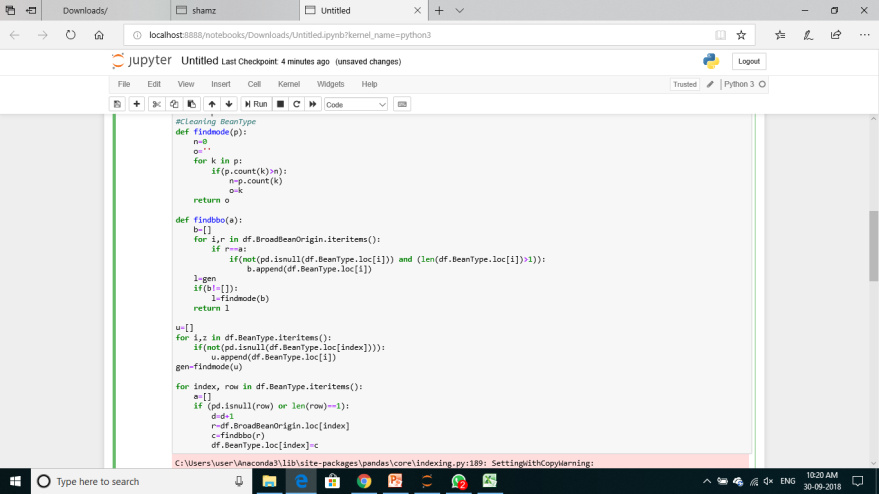 Downloads/
shamz
Untitled
localhost:8888/notebooks/Downloads/Untitled.ipynb?kernel_name=python3
jupyter Untitled Last Checkpoint: 4 minutes ago (unsaved changes)
Logout
File Edit View Insert Cell Kernel Widgets Help
Trusted
Python 3
Run
Code
#Cleaning BeanType
def findmode(p):
    n=0
    o=''
    for k in p:
        if(p.count(k)>n):
            n=p.count(k)
            o=k
    return o
def findbbo(a):
    b=[]
    for i,r in df.BroadBeanOrigin.iteritems():
        if r==a:
            if(not(pd.isnull(df.BeanType.loc[i])) and (len(df.BeanType.loc[i])>1)):
                b.append(df.BeanType.loc[i])
    l=gen
    if(b!=[]):
        l=findmode(b)
    return l
u=[]
for i,z in df.BeanType.iteritems():
    if(not(pd.isnull(df.BeanType.loc[index]))):
        u.append(df.BeanType.loc[i])
gen=findmode(u)
for index, row in df.BeanType.iteritems():
    a=[]
    if (pd.isnull(row) or len(row)==1):
        d=d+1
        r=df.BroadBeanOrigin.loc[index]
        c=findbbo(r)
        df.BeanType.loc[index]=c
C:\Users\user\Anaconda3\lib\site-packages\pandas\core\indexing.py:189: SettingWithCopyWarning:
Type here to search
ENG
10:20 AM
30-09-2018